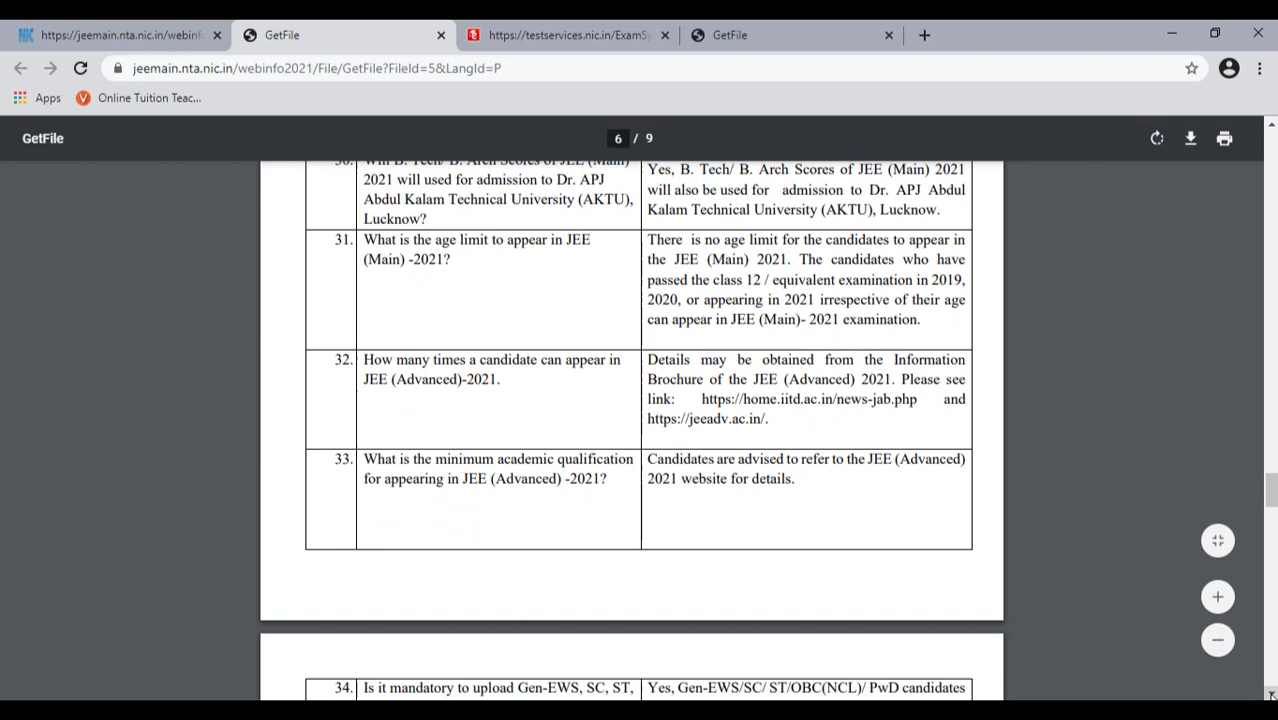 https://jeemain.nta.nic.in/webinfo
GetFile
https://testservices.nic.in/ExamSy
GetFile
jeemain.nta.nic.in/webinfo2021/File/GetFile?FileId=5&LangId=P
Apps
Online Tuition Teac...
GetFile
6 / 9
30.
Will B. Tech/ B. Arch Scores of JEE (Main)
2021 will used for admission to Dr. APJ
Abdul Kalam Technical University (AKTU),
Lucknow?
Yes, B. Tech/ B. Arch Scores of JEE (Main) 2021
will also be used for admission to Dr. APJ Abdul
Kalam Technical University (AKTU), Lucknow.
31.
What is the age limit to appear in JEE
(Main) -2021?
There is no age limit for the candidates to appear in
the JEE (Main) 2021. The candidates who have
passed the class 12 / equivalent examination in 2019,
2020, or appearing in 2021 irrespective of their age
can appear in JEE (Main)- 2021 examination.
32.
How many times a candidate can appear in
JEE (Advanced)-2021.
Details may be obtained from the Information
Brochure of the JEE (Advanced) 2021. Please see
link: https://home.iitd.ac.in/news-jab.php and
https://jeeadv.ac.in/.
33.
What is the minimum academic qualification
for appearing in JEE (Advanced) -2021?
Candidates are advised to refer to the JEE (Advanced)
2021 website for details.
34.
Is it mandatory to upload Gen-EWS, SC, ST,
Yes, Gen-EWS/SC/ ST/OBC(NCL)/ PwD candidates